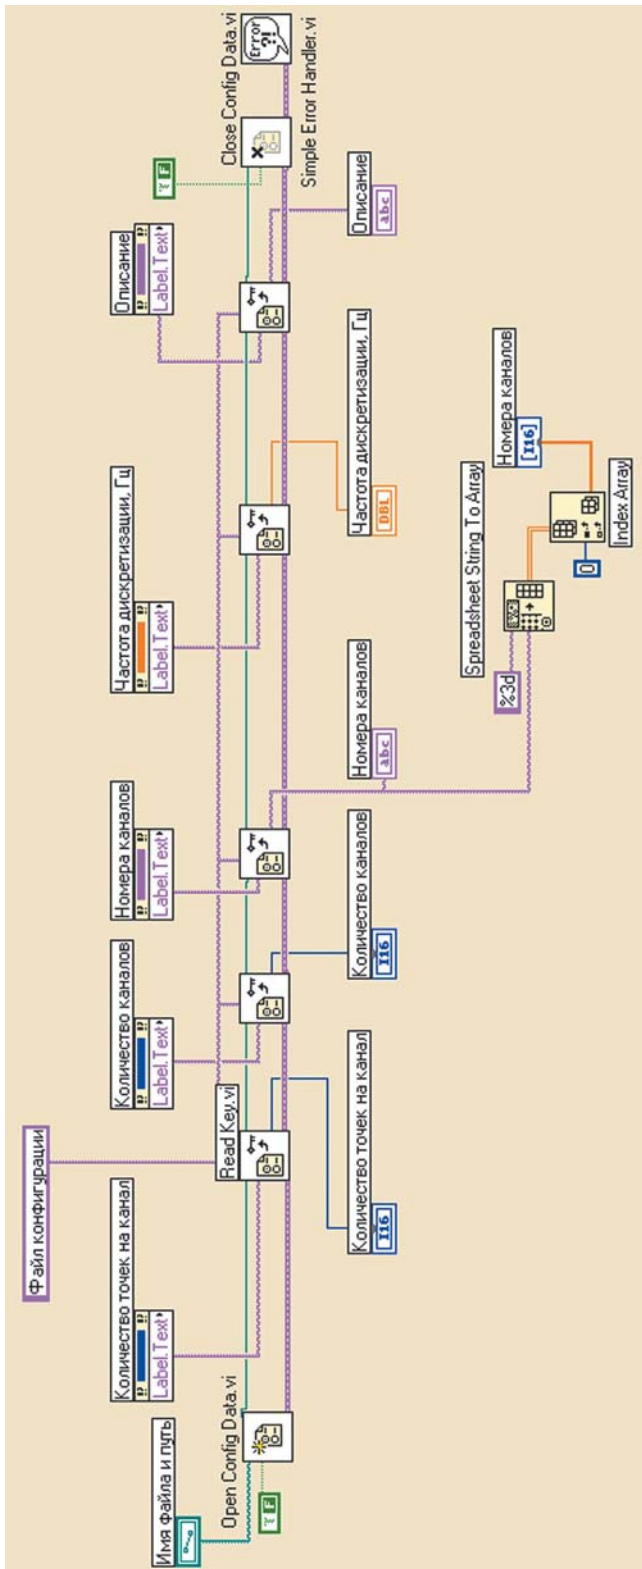 Файл конфигурации
Имя файла и путь
Количество точек на канал
Label.Text
Количество каналов
Label.Text
Номера каналов
Label.Text
Частота дискретизации, Гц
Label.Text
Описание
Label.Text
F
Open Config Data.vi
F
Read Key.vi
Close Config Data.vi
Error
?!
Simple Error Handler.vi
Количество точек на канал
I16
Количество каналов
I16
Номера каналов
abc
Частота дискретизации, Гц
DBL
Описание
abc
Spreadsheet String To Array
%3d
Номера каналов
[I16]
0
Index Array